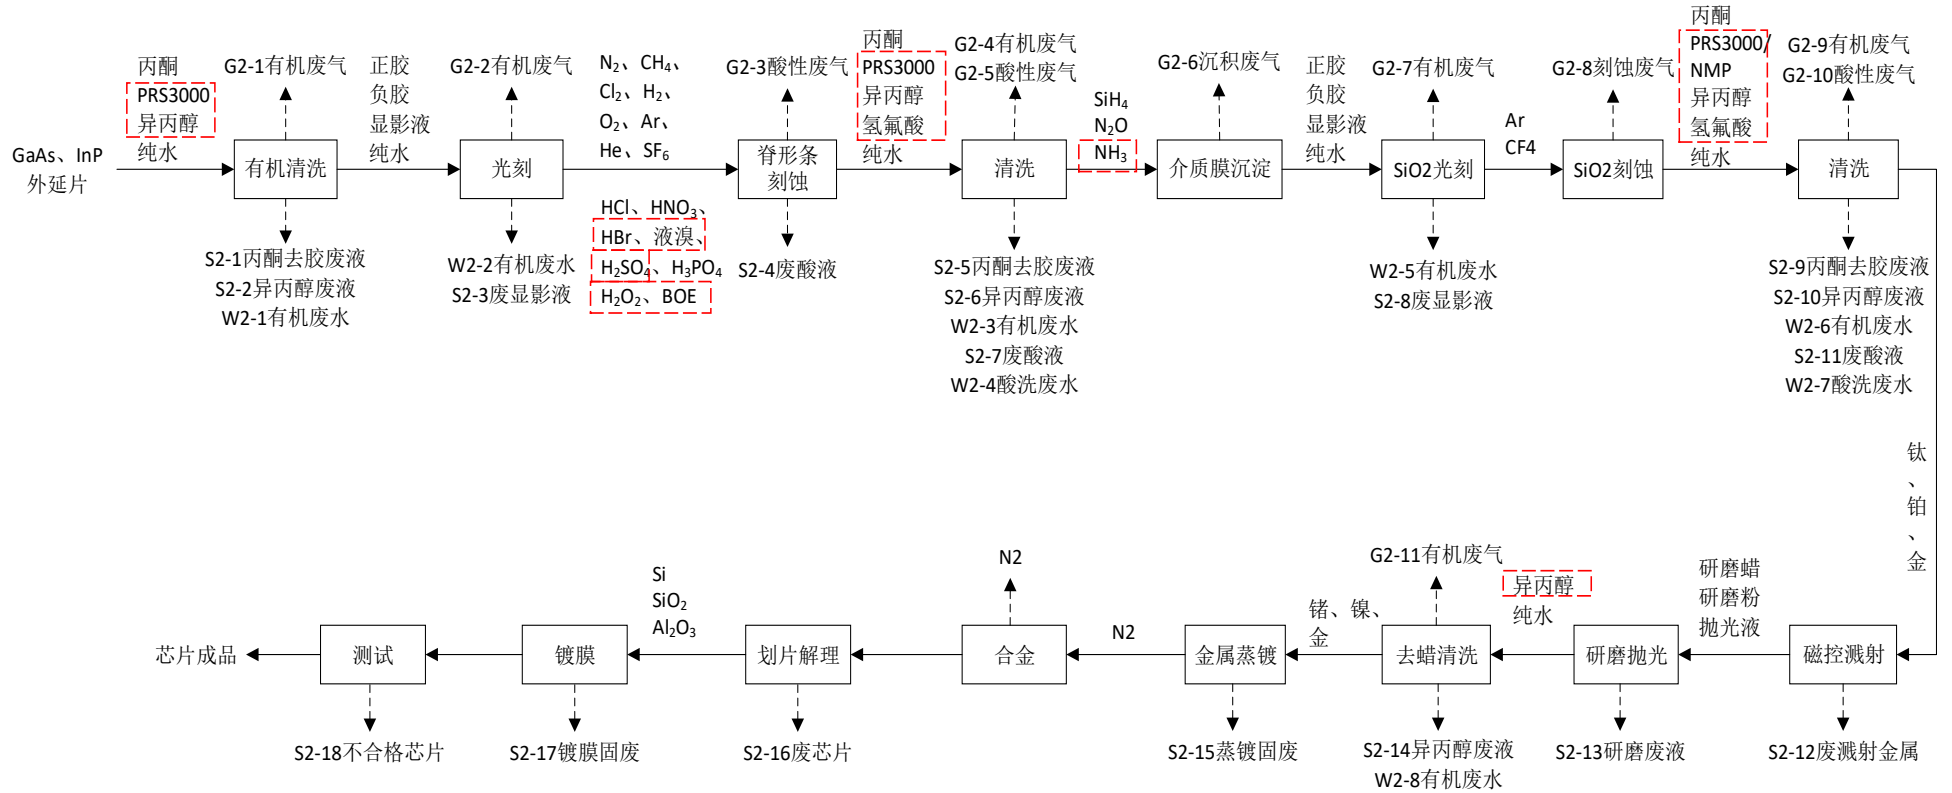 GaAs、InP
外延片
丙酮
PRS3000
异丙醇
纯水
G2-1有机废气
有机清洗
S2-1丙酮去胶废液
S2-2异丙醇废液
W2-1有机废水
正胶
负胶
显影液
纯水
G2-2有机废气
光刻
W2-2有机废水
S2-3废显影液
N₂、CH₄、
Cl₂、H₂、
O₂、Ar、
He、SF₆
HCl、HNO₃、
HBr、液溴、
H₂SO₄、H₃PO₄
H₂O₂、BOE
G2-3酸性废气
脊形条
刻蚀
S2-4废酸液
丙酮
PRS3000
异丙醇
氢氟酸
纯水
G2-4有机废气
G2-5酸性废气
清洗
S2-5丙酮去胶废液
S2-6异丙醇废液
W2-3有机废水
S2-7废酸液
W2-4酸洗废水
SiH₄
N₂O
NH₃
G2-6沉积废气
介质膜沉淀
正胶
负胶
显影液
纯水
G2-7有机废气
SiO2光刻
W2-5有机废水
S2-8废显影液
Ar
CF4
G2-8刻蚀废气
SiO2刻蚀
丙酮
PRS3000/
NMP
异丙醇
氢氟酸
纯水
G2-9有机废气
G2-10酸性废气
清洗
S2-9丙酮去胶废液
S2-10异丙醇废液
W2-6有机废水
S2-11废酸液
W2-7酸洗废水
钛
、
铂
、
金
磁控溅射
S2-12废溅射金属
研磨蜡
研磨粉
抛光液
研磨抛光
S2-13研磨废液
异丙醇
纯水
G2-11有机废气
去蜡清洗
S2-14异丙醇废液
W2-8有机废水
锗、镍、
金
金属蒸镀
S2-15蒸镀固废
N2
N2
合金
划片解理
S2-16废芯片
Si
SiO₂
Al₂O₃
镀膜
S2-17镀膜固废
测试
S2-18不合格芯片
芯片成品